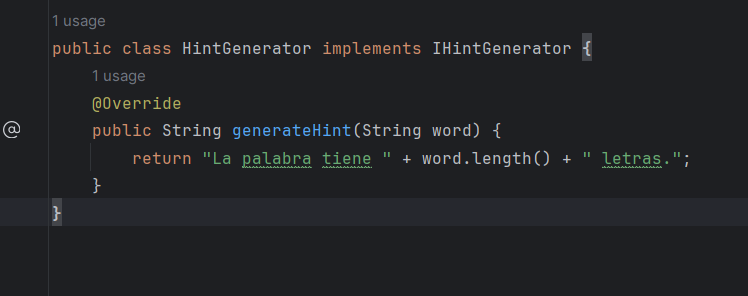 1 usage
public class HintGenerator implements IHintGenerator {
1 usage
@Override
public String generateHint(String word) {
return "La palabra tiene " + word.length() + " letras.";
}
}